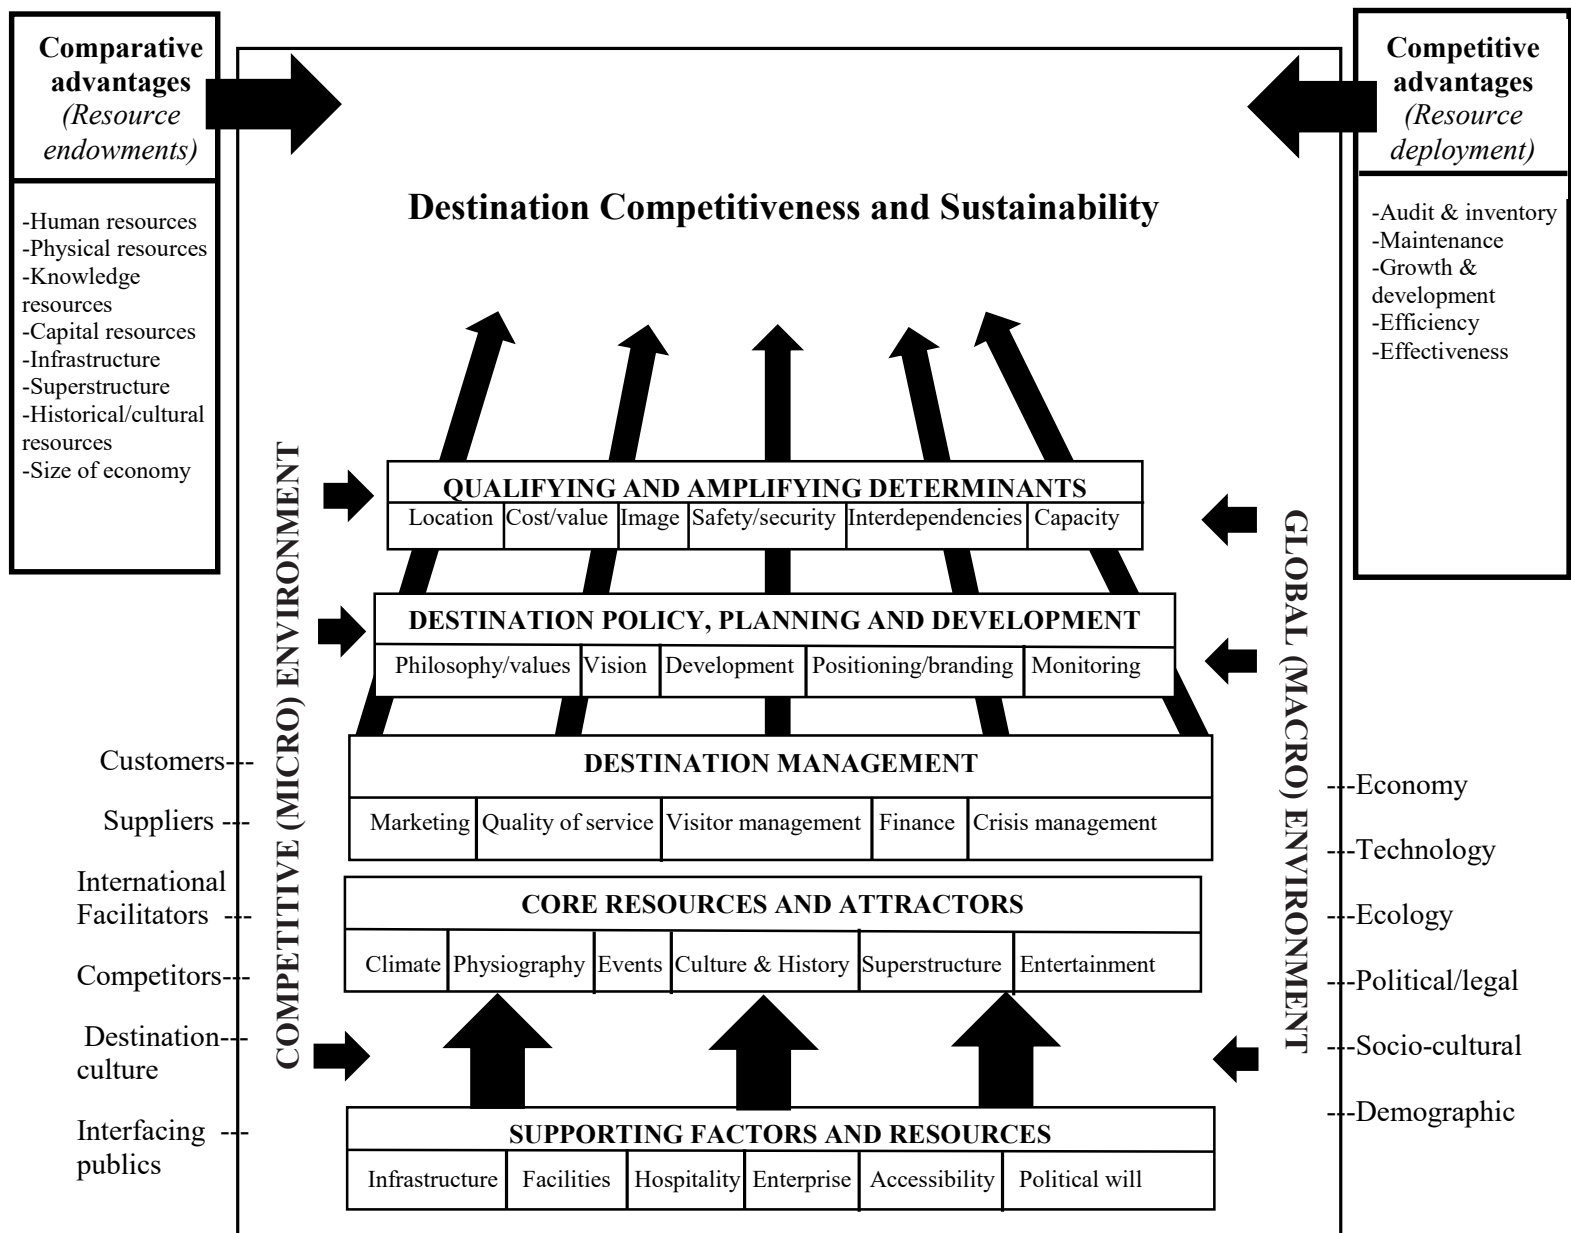 Comparative
advantages
(Resource
endowments)
-Human resources
-Physical resources
-Knowledge
resources
-Capital resources
-Infrastructure
-Superstructure
-Historical/cultural
resources
-Size of economy
Competitive
advantages
(Resource
deployment)
-Audit & inventory
-Maintenance
-Growth &
development
-Efficiency
-Effectiveness
Destination Competitiveness and Sustainability
COMPETITIVE (MICRO) ENVIRONMENT
GLOBAL (MACRO) ENVIRONMENT
QUALIFYING AND AMPLIFYING DETERMINANTS
Location Cost/value Image Safety/security Interdependencies Capacity
DESTINATION POLICY, PLANNING AND DEVELOPMENT
Philosophy/values Vision Development Positioning/branding Monitoring
DESTINATION MANAGEMENT
Marketing Quality of service Visitor management Finance Crisis management
CORE RESOURCES AND ATTRACTORS
Climate Physiography Events Culture & History Superstructure Entertainment
SUPPORTING FACTORS AND RESOURCES
Infrastructure Facilities Hospitality Enterprise Accessibility Political will
Customers---
Suppliers ---
International
Facilitators ---
Competitors---
Destination---
culture
Interfacing ---
publics
---Economy
---Technology
---Ecology
---Political/legal
---Socio-cultural
---Demographic